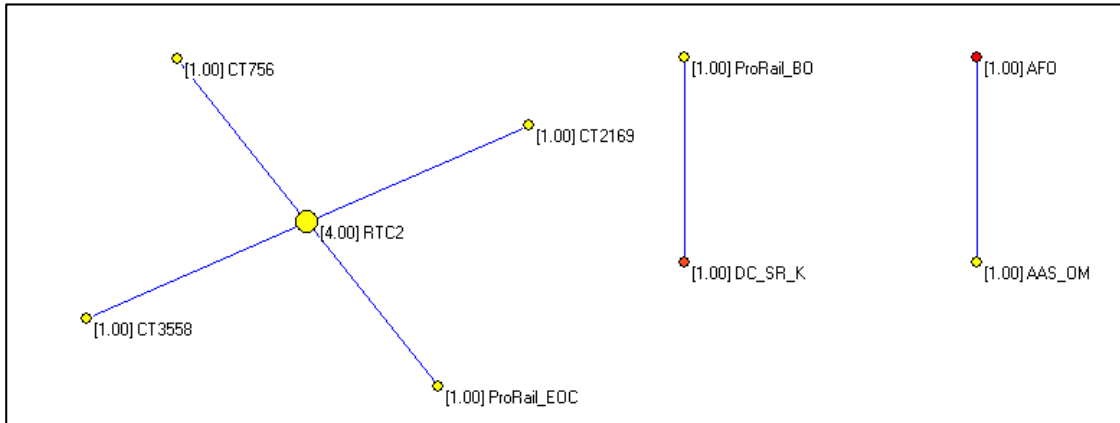 [1.00] CT756
[1.00] ProRail_BO
[1.00] AFO
[1.00] CT2169
[4.00] RTC2
[1.00] DC_SR_K
[1.00] AAS_OM
[1.00] CT3558
[1.00] ProRail_EOC